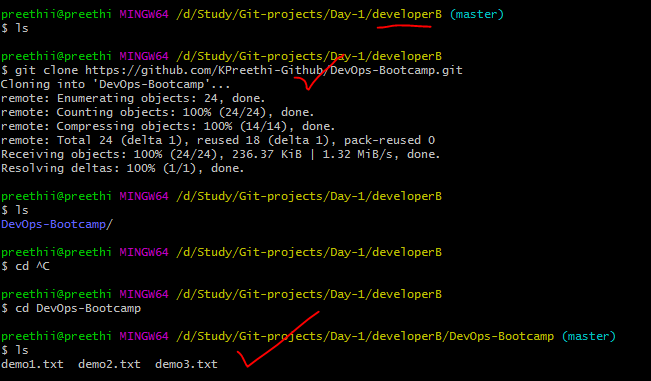 preethii@preethi MINGW64 /d/Study/Git-projects/Day-1/developerB (master)
$ ls
preethii@preethi MINGW64 /d/Study/Git-projects/Day-1/developerB
$ git clone https://github.com/KPreethi-Github/DevOps-Bootcamp.git
Cloning into 'DevOps-Bootcamp'...
remote: Enumerating objects: 24, done.
remote: Counting objects: 100% (24/24), done.
remote: Compressing objects: 100% (14/14), done.
remote: Total 24 (delta 1), reused 18 (delta 1), pack-reused 0
Receiving objects: 100% (24/24), 236.37 KiB | 1.32 MiB/s, done.
Resolving deltas: 100% (1/1), done.
preethii@preethi MINGW64 /d/Study/Git-projects/Day-1/developerB
$ ls
DevOps-Bootcamp/
preethii@preethi MINGW64 /d/Study/Git-projects/Day-1/developerB
$ cd ^C
preethii@preethi MINGW64 /d/Study/Git-projects/Day-1/developerB
$ cd DevOps-Bootcamp
preethii@preethi MINGW64 /d/Study/Git-projects/Day-1/developerB/DevOps-Bootcamp (master)
$ ls
demo1.txt  demo2.txt  demo3.txt